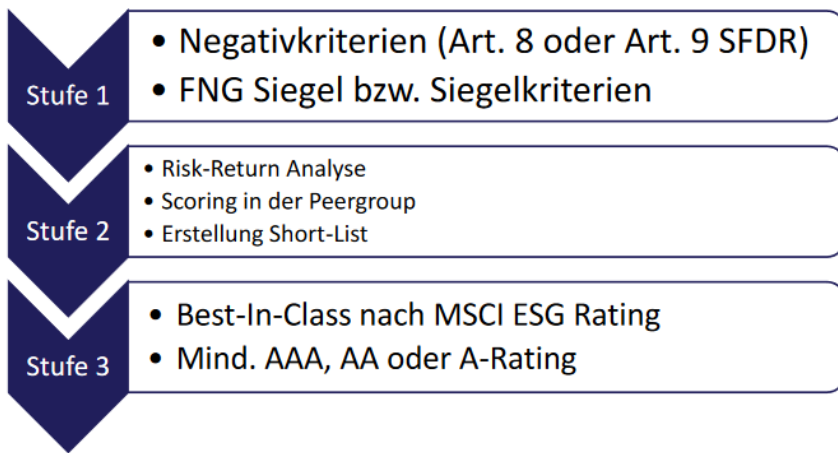 Stufe 1
• Negativkriterien (Art. 8 oder Art. 9 SFDR)
• FNG Siegel bzw. Siegelkriterien
Stufe 2
• Risk-Return Analyse
• Scoring in der Peergroup
• Erstellung Short-List
Stufe 3
• Best-In-Class nach MSCI ESG Rating
• Mind. AAA, AA oder A-Rating